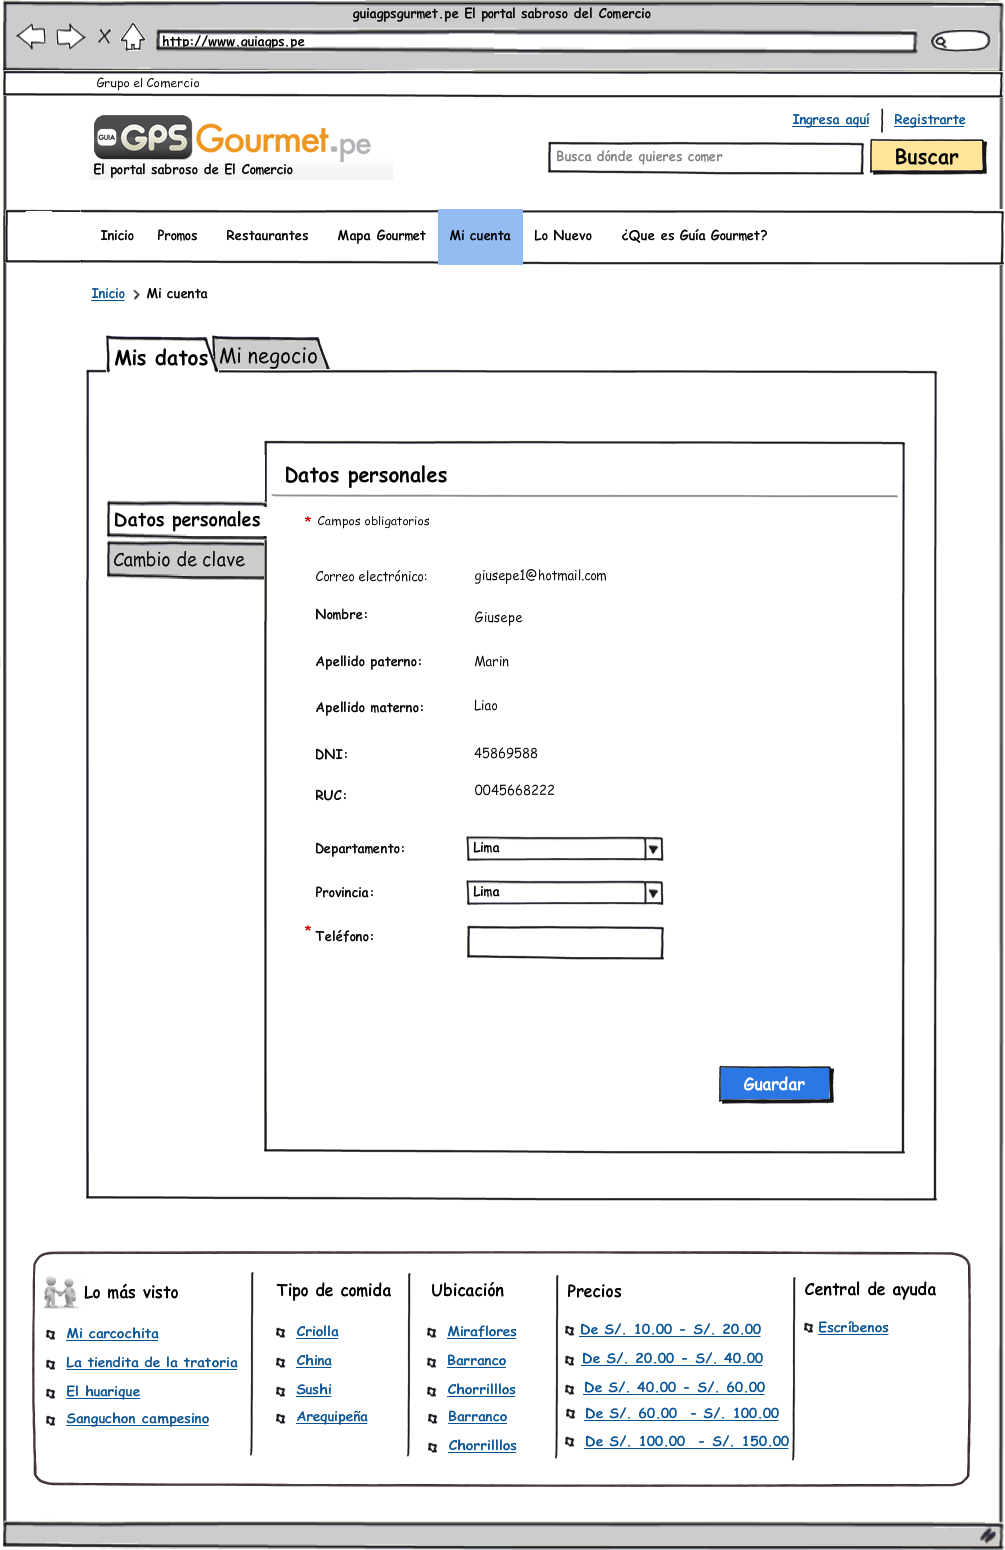 guiagpsgurmet.pe El portal sabroso del Comercio
http://www.guiagps.pe
Grupo el Comercio
Ingresa aquí
Registrarte
GUIA GPS Gourmet.pe
El portal sabroso de El Comercio
Busca dónde quieres comer
Buscar
Inicio Promos Restaurantes Mapa Gourmet Mi cuenta Lo Nuevo ¿Que es Guía Gourmet?
Inicio > Mi cuenta
Mis datos Mi negocio
Datos personales
Datos personales
Cambio de clave
* Campos obligatorios
Correo electrónico: giusepe1@hotmail.com
Nombre: Giusepe
Apellido paterno: Marin
Apellido materno: Liao
DNI: 45869588
RUC: 0045668222
Departamento: Lima
Provincia: Lima
* Teléfono:
Guardar
Lo más visto
Mi carcochita
La tiendita de la tratoria
El huarique
Sanguchon campesino
Tipo de comida
Criolla
China
Sushi
Arequipeña
Ubicación
Miraflores
Barranco
Chorrilllos
Barranco
Chorrilllos
Precios
De S/. 10.00 - S/. 20.00
De S/. 20.00 - S/. 40.00
De S/. 40.00 - S/. 60.00
De S/. 60.00 - S/. 100.00
De S/. 100.00 - S/. 150.00
Central de ayuda
Escríbenos